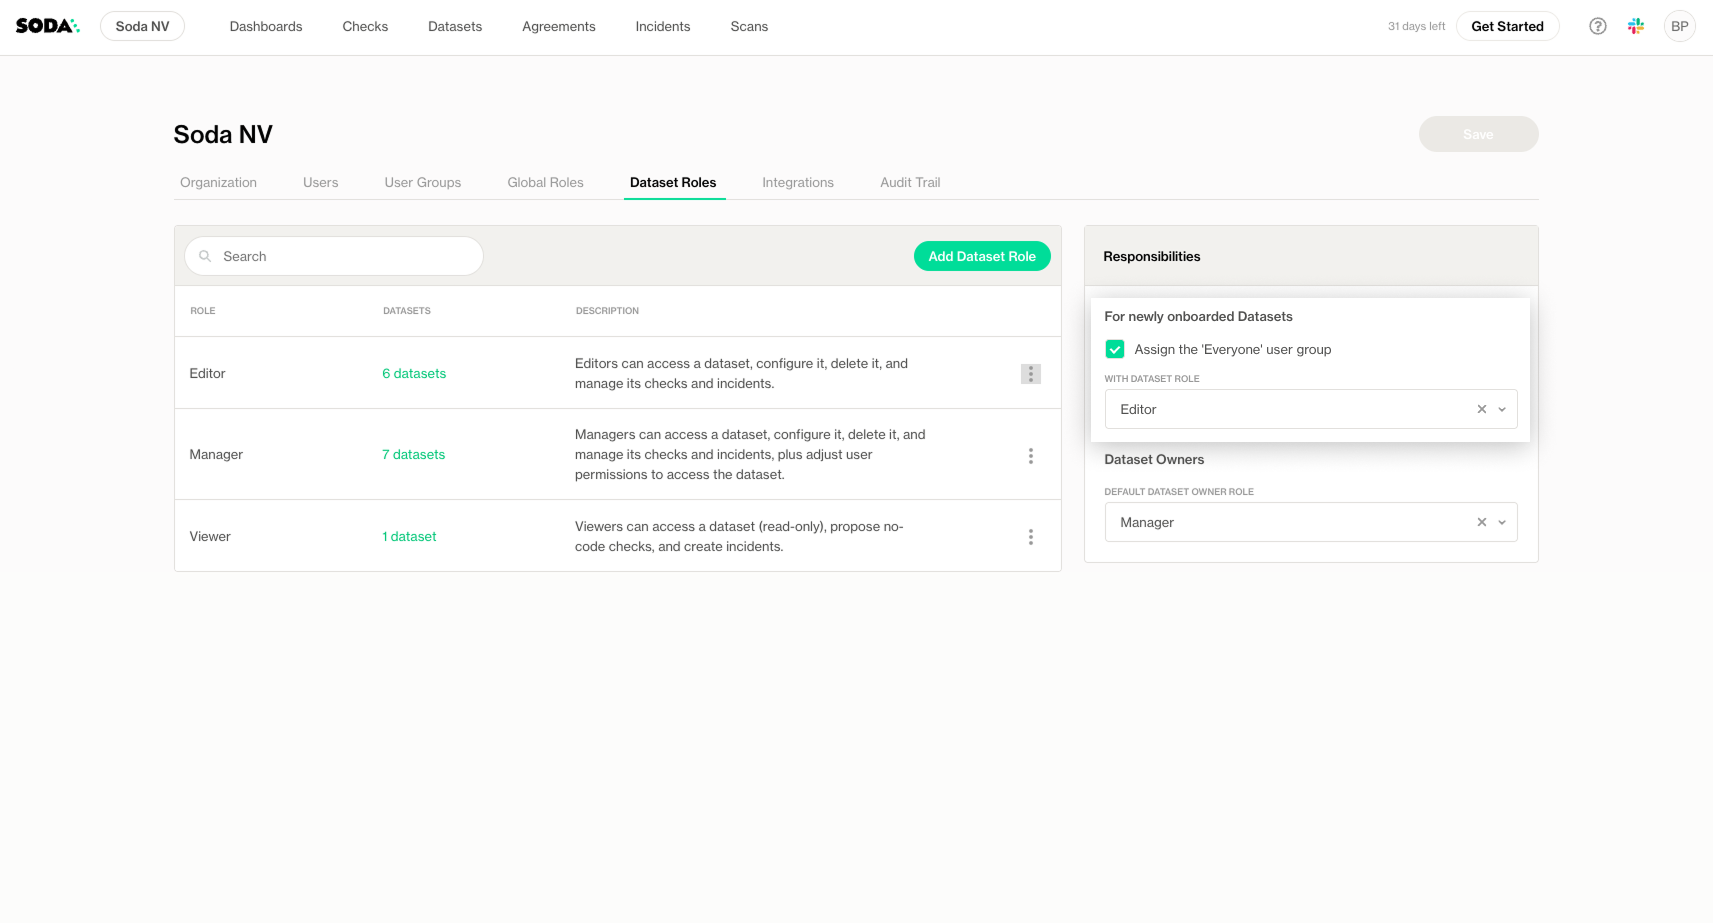 SODA
Soda NV
Dashboards
Checks
Datasets
Agreements
Incidents
Scans
31 days left
Get Started
BP
Soda NV
Save
Organization
Users
User Groups
Global Roles
Dataset Roles
Integrations
Audit Trail
Search
Add Dataset Role
ROLE
DATASETS
DESCRIPTION
Editor
6 datasets
Editors can access a dataset, configure it, delete it, and
manage its checks and incidents.
Manager
7 datasets
Managers can access a dataset, configure it, delete it, and
manage its checks and incidents, plus adjust user
permissions to access the dataset.
Viewer
1 dataset
Viewers can access a dataset (read-only), propose no-
code checks, and create incidents.
Responsibilities
For newly onboarded Datasets
Assign the 'Everyone' user group
WITH DATASET ROLE
Editor
Dataset Owners
DEFAULT DATASET OWNER ROLE
Manager